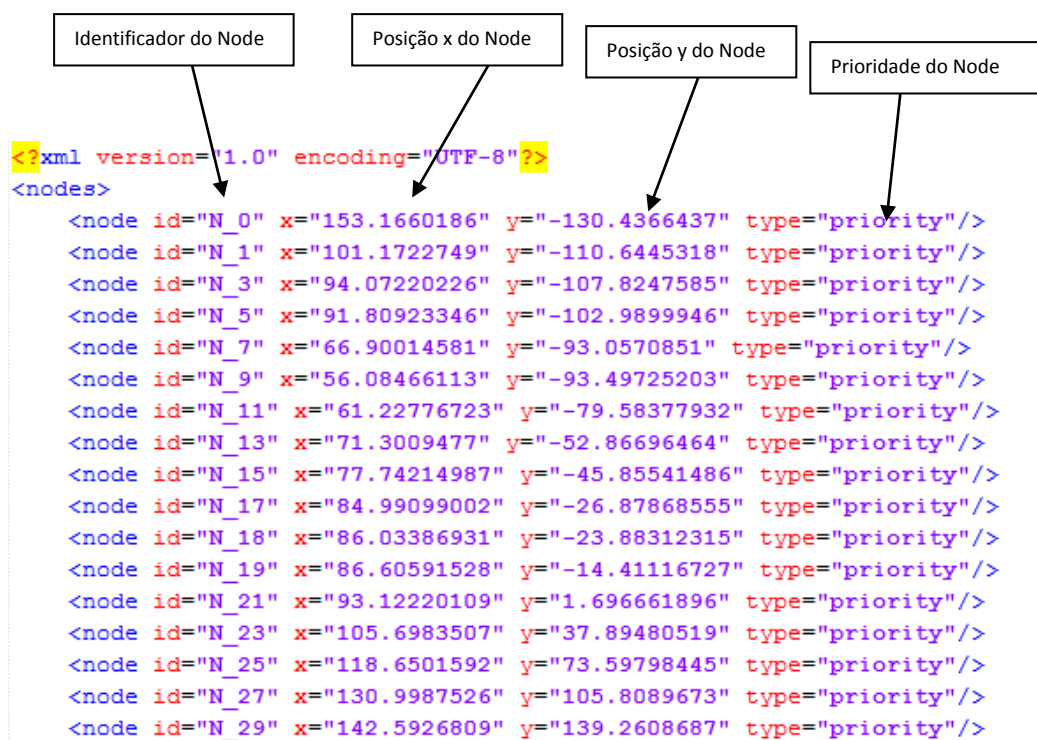 Identificador do Node
Posição x do Node
Posição y do Node
Prioridade do Node
<?xml version="1.0" encoding="UTF-8"?>
<nodes>
<node id="N_0" x="153.1660186" y="-130.4366437" type="priority"/>
<node id="N_1" x="101.1722749" y="-110.6445318" type="priority"/>
<node id="N_3" x="94.07220226" y="-107.8247585" type="priority"/>
<node id="N_5" x="91.80923346" y="-102.9899946" type="priority"/>
<node id="N_7" x="66.90014581" y="-93.0570851" type="priority"/>
<node id="N_9" x="56.08466113" y="-93.49725203" type="priority"/>
<node id="N_11" x="61.22776723" y="-79.58377932" type="priority"/>
<node id="N_13" x="71.3009477" y="-52.86696464" type="priority"/>
<node id="N_15" x="77.74214987" y="-45.85541486" type="priority"/>
<node id="N_17" x="84.99099002" y="-26.87868555" type="priority"/>
<node id="N_18" x="86.03386931" y="-23.88312315" type="priority"/>
<node id="N_19" x="86.60591528" y="-14.41116727" type="priority"/>
<node id="N_21" x="93.12220109" y="1.696661896" type="priority"/>
<node id="N_23" x="105.6983507" y="37.89480519" type="priority"/>
<node id="N_25" x="118.6501592" y="73.59798445" type="priority"/>
<node id="N_27" x="130.9987526" y="105.8089673" type="priority"/>
<node id="N_29" x="142.5926809" y="139.2608687" type="priority"/>